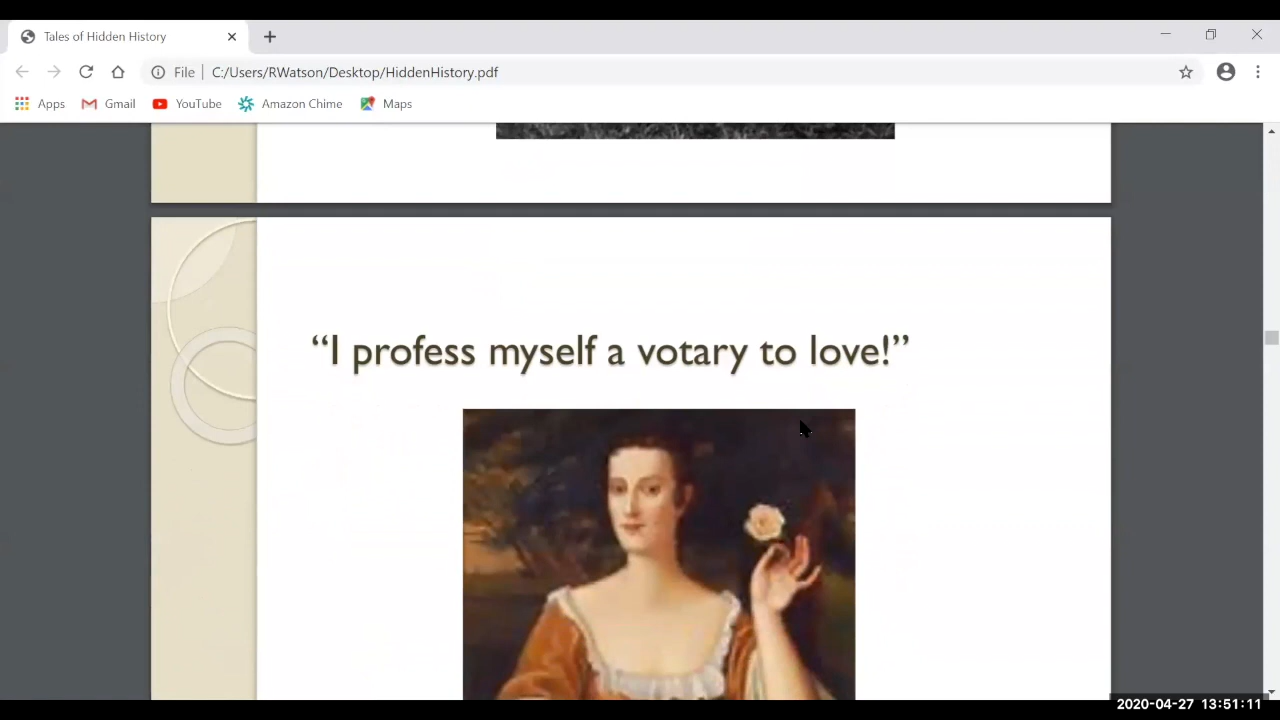 Tales of Hidden History
File
C:/Users/RWatson/Desktop/HiddenHistory.pdf
Apps
Gmail
YouTube
Amazon Chime
Maps
“I profess myself a votary to love!”
2020-04-27 13:51:11